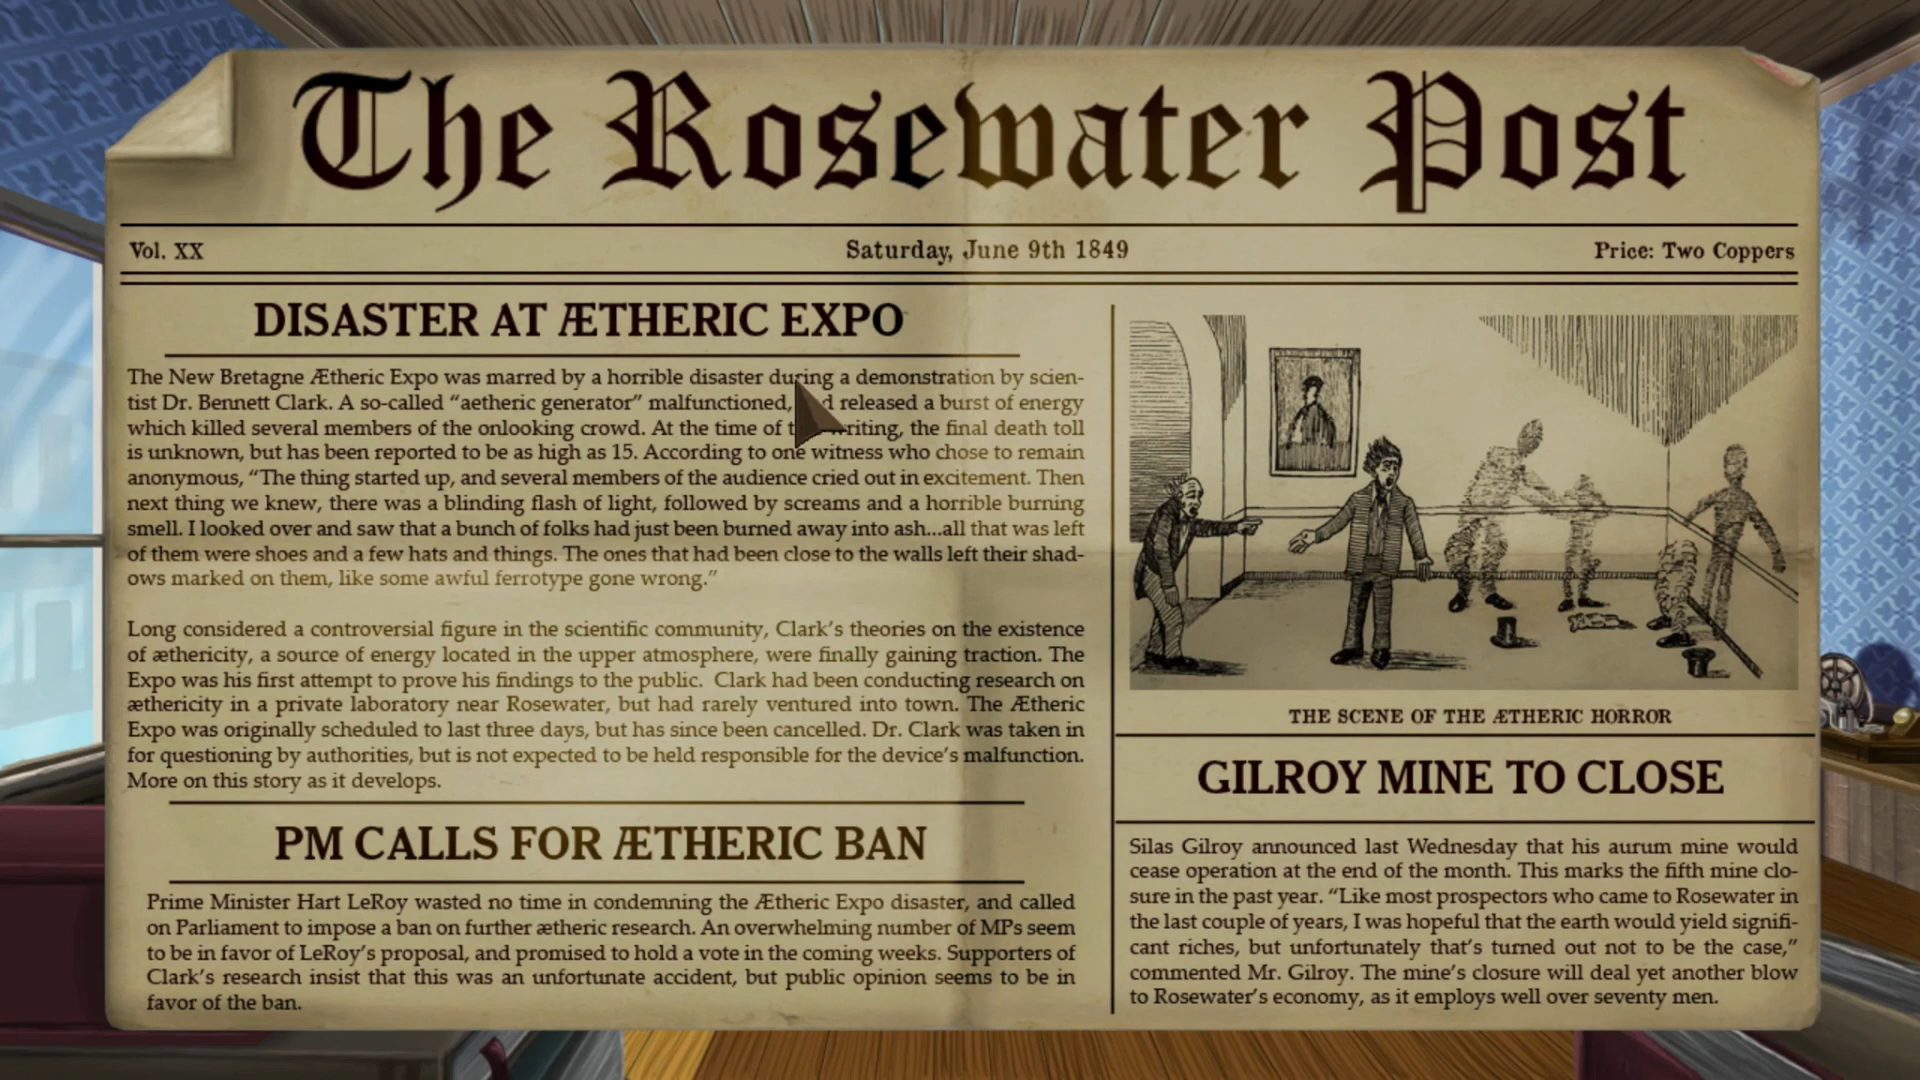 The Rosewater Post
Vol. XX
Saturday, June 9th 1849
Price: Two Coppers
DISASTER AT ÆTHERIC EXPO
The New Bretagne Ætheric Expo was marred by a horrible disaster during a demonstration by scien-
tist Dr. Bennett Clark. A so-called “aetheric generator” malfunctioned, released a burst of energy
which killed several members of the onlooking crowd. At the time of writing, the final death toll
is unknown, but has been reported to be as high as 15. According to one witness who chose to remain
anonymous, “The thing started up, and several members of the audience cried out in excitement. Then
next thing we knew, there was a blinding flash of light, followed by screams and a horrible burning
smell. I looked over and saw that a bunch of folks had just been burned away into ash...all that was left
of them were shoes and a few hats and things. The ones that had been close to the walls left their shad-
ows marked on them, like some awful ferrotype gone wrong.”
Long considered a controversial figure in the scientific community, Clark’s theories on the existence
of æthericity, a source of energy located in the upper atmosphere, were finally gaining traction. The
Expo was his first attempt to prove his findings to the public. Clark had been conducting research on
æthericity in a private laboratory near Rosewater, but had rarely ventured into town. The Ætheric
Expo was originally scheduled to last three days, but has since been cancelled. Dr. Clark was taken in
for questioning by authorities, but is not expected to be held responsible for the device’s malfunction.
More on this story as it develops.
PM CALLS FOR ÆTHERIC BAN
Prime Minister Hart LeRoy wasted no time in condemning the Ætheric Expo disaster, and called
on Parliament to impose a ban on further ætheric research. An overwhelming number of MPs seem
to be in favor of LeRoy’s proposal, and promised to hold a vote in the coming weeks. Supporters of
Clark’s research insist that this was an unfortunate accident, but public opinion seems to be in
favor of the ban.
THE SCENE OF THE ÆTHERIC HORROR
GILROY MINE TO CLOSE
Silas Gilroy announced last Wednesday that his aurum mine would
cease operation at the end of the month. This marks the fifth mine clo-
sure in the past year. “Like most prospectors who came to Rosewater in
the last couple of years, I was hopeful that the earth would yield signifi-
cant riches, but unfortunately that’s turned out not to be the case,”
commented Mr. Gilroy. The mine’s closure will deal yet another blow
to Rosewater’s economy, as it employs well over seventy men.